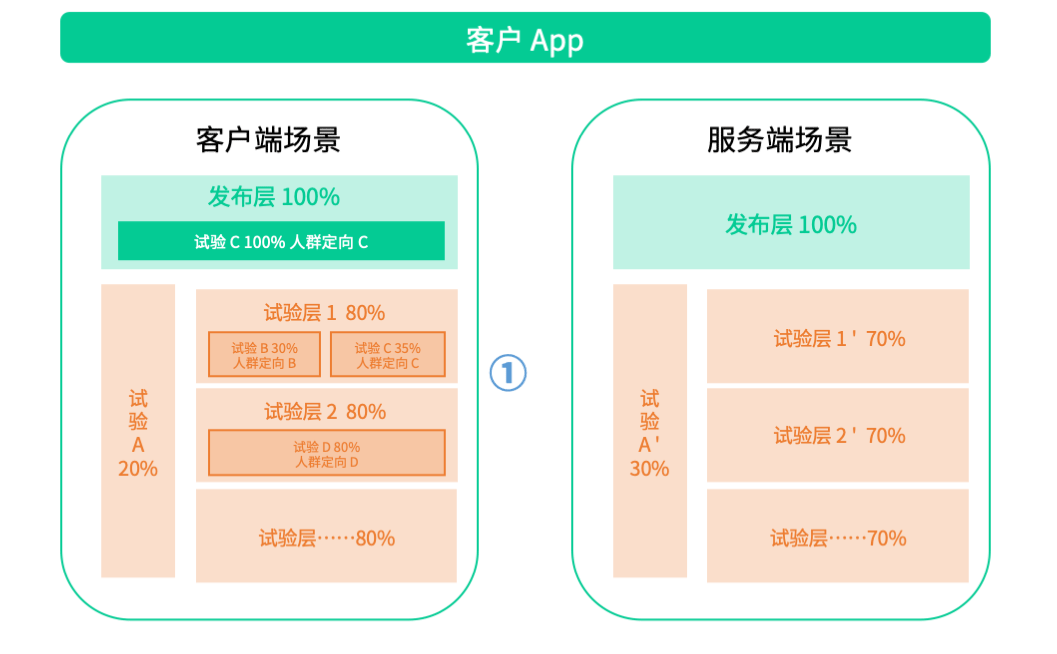 客户 App
客户端场景
发布层 100%
试验 C 100% 人群定向 C
试
验
A
20%
试验层 1 80%
试验 B 30%
人群定向 B
试验 C 35%
人群定向 C
试验层 2 80%
试验 D 80%
人群定向 D
试验层……80%
①
服务端场景
发布层 100%
试
验
A '
30%
试验层 1 ' 70%
试验层 2 ' 70%
试验层……70%